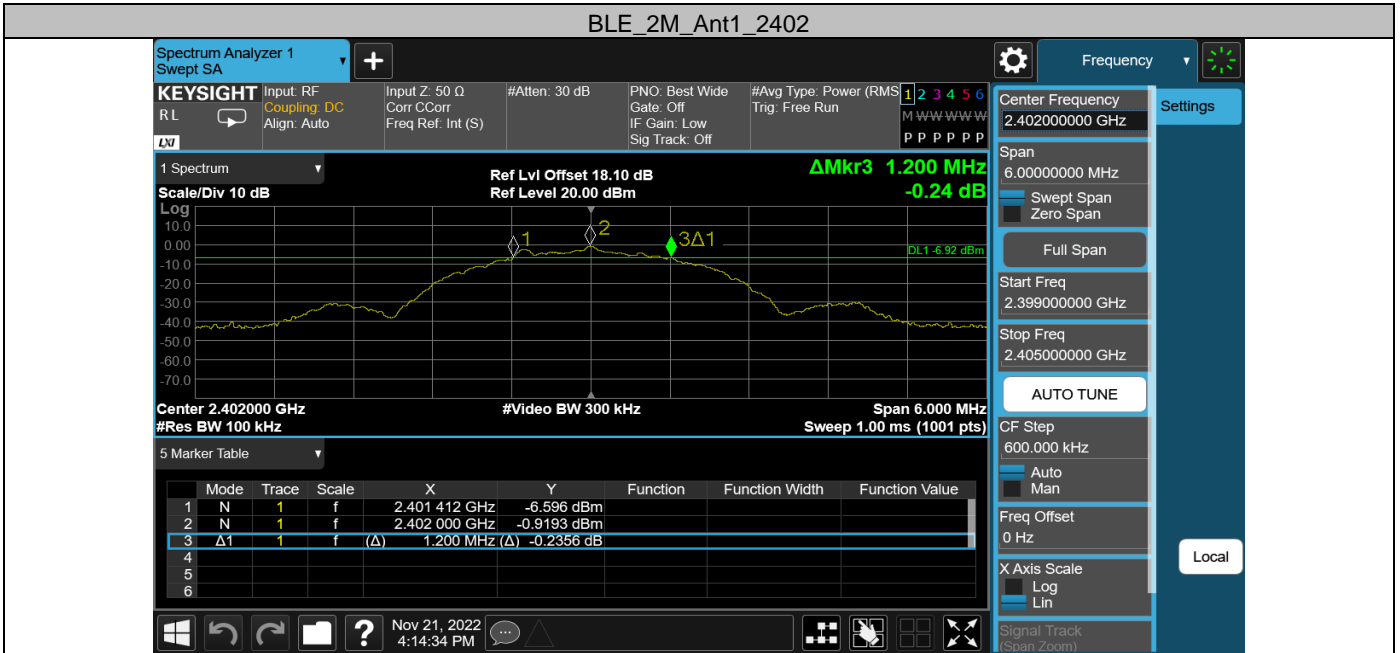 BLE_2M_Ant1_2402
Spectrum Analyzer 1
Swept SA
+
Frequency
KEYSIGHT
RL
LXI
Input: RF
Coupling: DC
Align: Auto
Input Z: 50 Ω
Corr CCorr
Freq Ref: Int (S)
#Atten: 30 dB
PNO: Best Wide
Gate: Off
IF Gain: Low
Sig Track: Off
#Avg Type: Power (RMS
Trig: Free Run
1 2 3 4 5 6
M W W W W W
P P P P P P
1 Spectrum
Scale/Div 10 dB
Ref Lvl Offset 18.10 dB
Ref Level 20.00 dBm
ΔMkr3 1.200 MHz
-0.24 dB
Log
10.0
0.00
-10.0
-20.0
-30.0
-40.0
-50.0
-60.0
-70.0
1
2
3Δ1
DL1 -6.92 dBm
Center 2.402000 GHz
#Video BW 300 kHz
Span 6.000 MHz
#Res BW 100 kHz
Sweep 1.00 ms (1001 pts)
5 Marker Table
Mode Trace Scale X Y Function Function Width Function Value
1 N 1 f 2.401 412 GHz -6.596 dBm
2 N 1 f 2.402 000 GHz -0.9193 dBm
3 Δ1 1 f (Δ) 1.200 MHz (Δ) -0.2356 dB
4
5
6
?
Nov 21, 2022
4:14:34 PM
Center Frequency
2.402000000 GHz
Settings
Span
6.00000000 MHz
Swept Span
Zero Span
Full Span
Start Freq
2.399000000 GHz
Stop Freq
2.405000000 GHz
AUTO TUNE
CF Step
600.000 kHz
Auto
Man
Freq Offset
0 Hz
X Axis Scale
Log
Lin
Local
Signal Track
(Span Zoom)